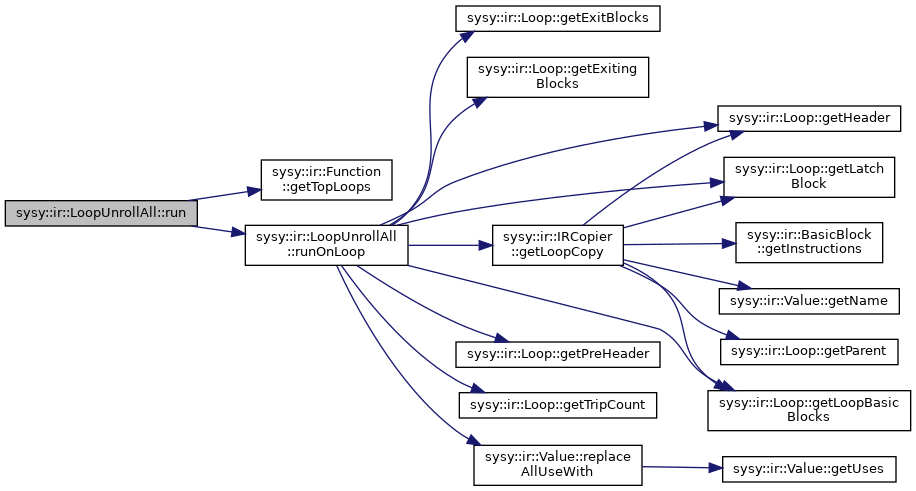 sysy::ir::Loop::getExitBlocks
sysy::ir::Loop::getExiting
Blocks
sysy::ir::Loop::getHeader
sysy::ir::Function
::getTopLoops
sysy::ir::Loop::getLatch
Block
sysy::ir::LoopUnrollAll::run
sysy::ir::LoopUnrollAll
::runOnLoop
sysy::ir::IRCopier
::getLoopCopy
sysy::ir::BasicBlock
::getInstructions
sysy::ir::Value::getName
sysy::ir::Loop::getPreHeader
sysy::ir::Loop::getParent
sysy::ir::Loop::getTripCount
sysy::ir::Loop::getLoopBasic
Blocks
sysy::ir::Value::replace
AllUseWith
sysy::ir::Value::getUses